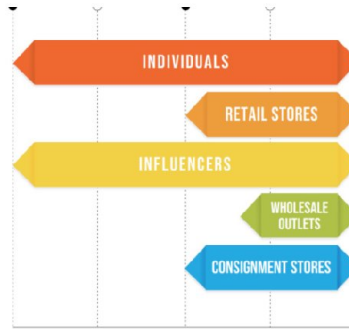 INDIVIDUALS
RETAIL STORES
INFLUENCERS
WHOLESALE
OUTLETS
CONSIGNMENT STORES